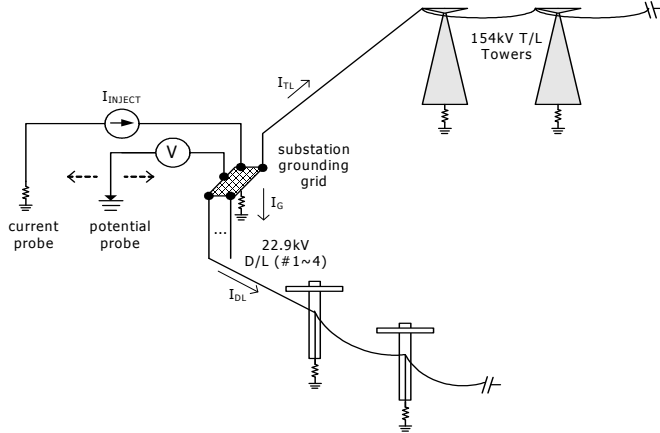 154kV T/L
Towers
I_TL
I_INJECT
V
substation
grounding
grid
I_G
current
probe
potential
probe
...
22.9kV
D/L (#1~4)
I_DL